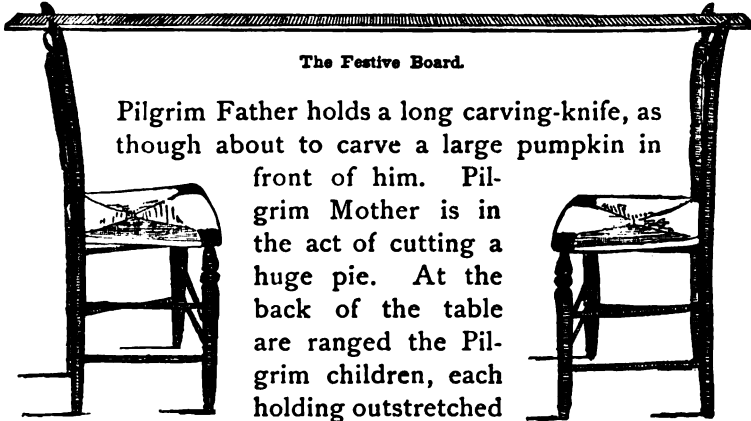 The Festive Board.
Pilgrim Father holds a long carving-knife, as
though about to carve a large pumpkin in
front of him. Pil-
grim Mother is in
the act of cutting a
huge pie. At the
back of the table
are ranged the Pil-
grim children, each
holding outstretched